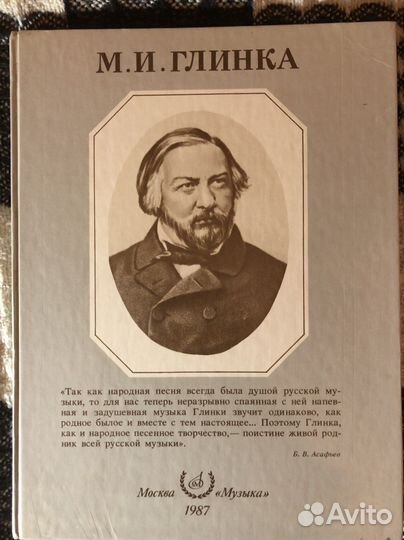 М.И.ГЛИНКА
«Так как народная песня всегда была душой русской му-
зыки, то для нас теперь неразрывно спаянная с ней напев-
ная и задушевная музыка Глинки звучит одинаково, как
родное былое и вместе с тем настоящее... Поэтому Глинка,
как и народное песенное творчество,— поистине живой род-
ник всей русской музыки».
Б. В. Асафьев
Москва «Музыка»
1987
Avito